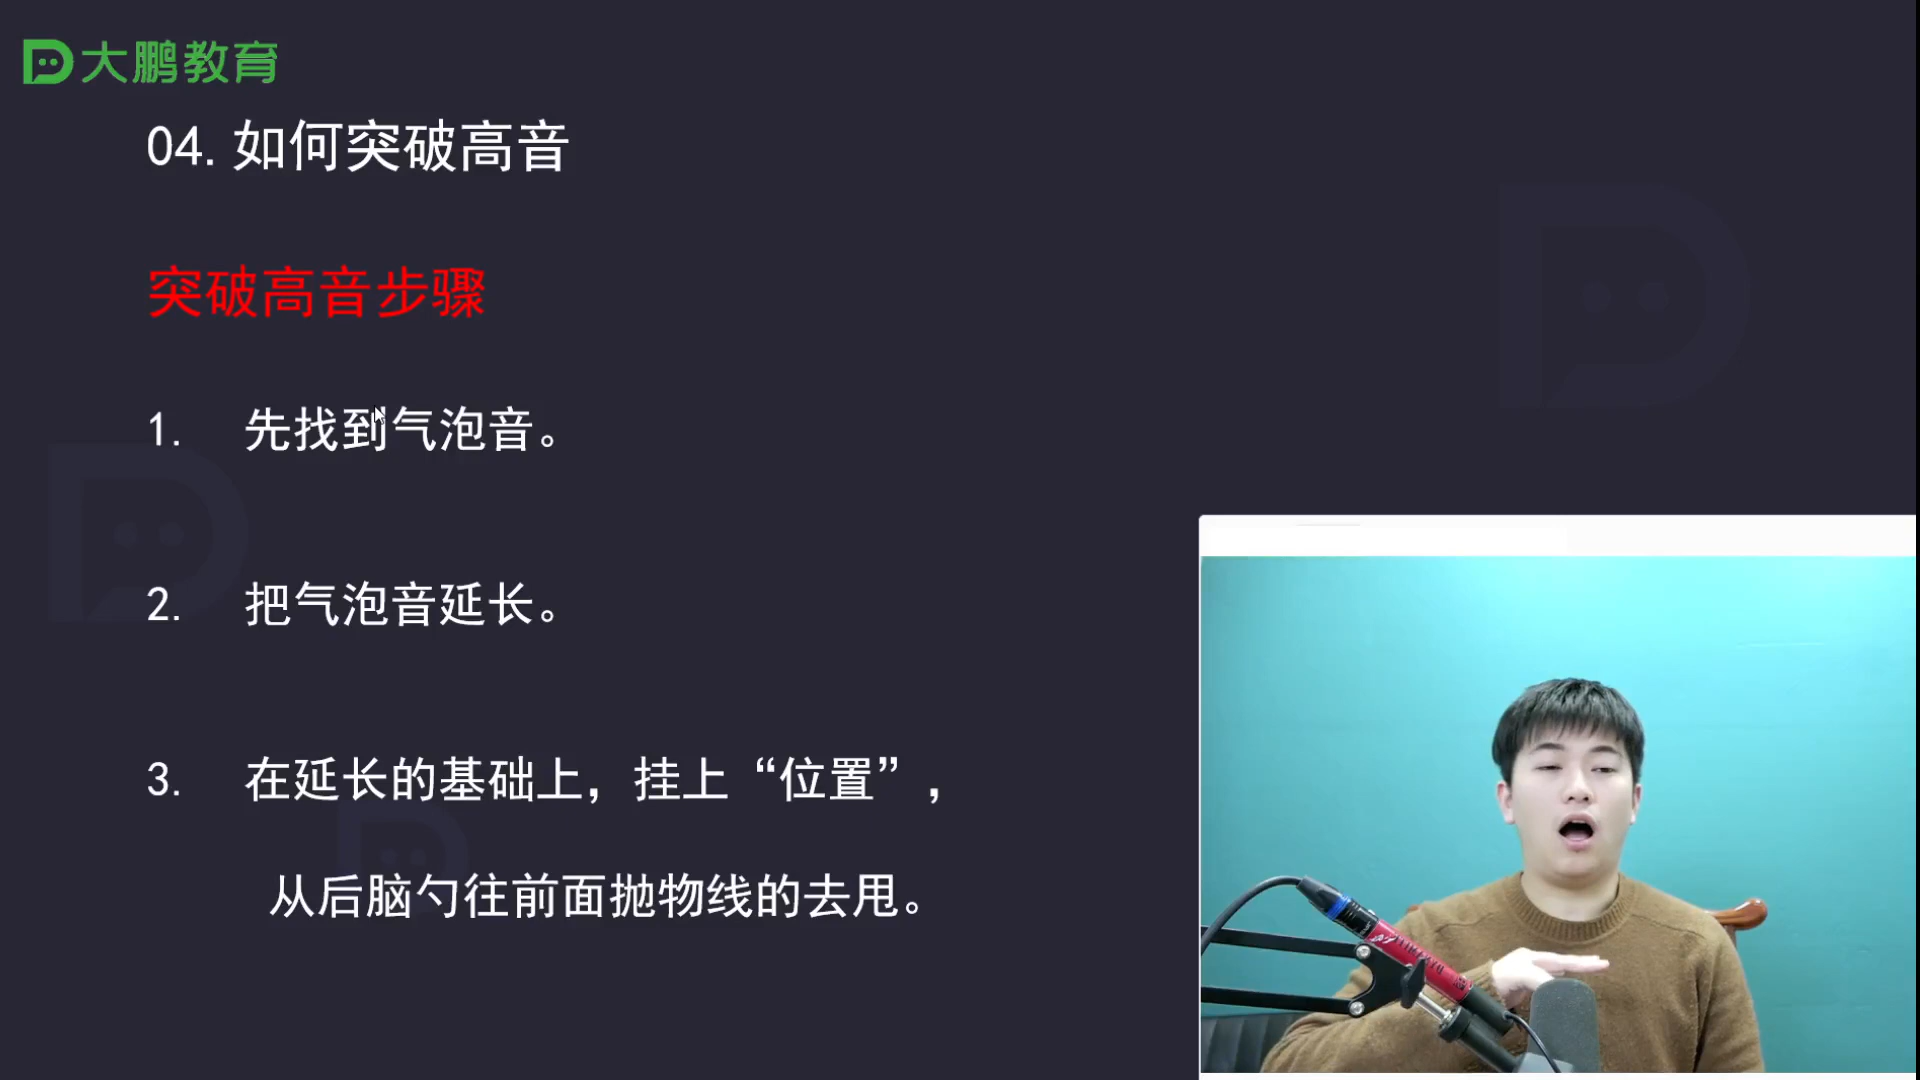 大鹏教育
04.如何突破高音
突破高音步骤
1. 先找到气泡音。
2. 把气泡音延长。
3. 在延长的基础上，挂上“位置”，
从后脑勺往前面抛物线的去甩。